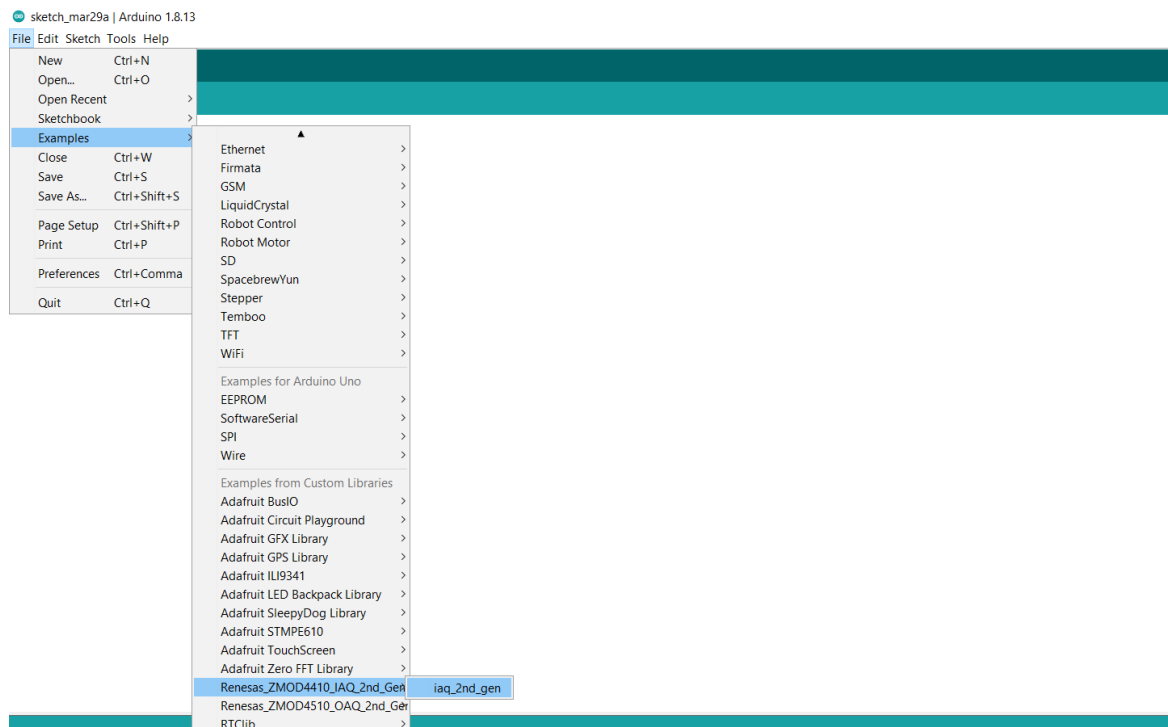 sketch_mar29a | Arduino 1.8.13
File Edit Sketch Tools Help
New Ctrl+N
Open... Ctrl+O
Open Recent
Sketchbook
Examples
Close Ctrl+W
Save Ctrl+S
Save As... Ctrl+Shift+S
Page Setup Ctrl+Shift+P
Print Ctrl+P
Preferences Ctrl+Comma
Quit Ctrl+Q
Ethernet
Firmata
GSM
LiquidCrystal
Robot Control
Robot Motor
SD
SpacebrewYun
Stepper
Temboo
TFT
WiFi
Examples for Arduino Uno
EEPROM
SoftwareSerial
SPI
Wire
Examples from Custom Libraries
Adafruit BusIO
Adafruit Circuit Playground
Adafruit GFX Library
Adafruit GPS Library
Adafruit ILI9341
Adafruit LED Backpack Library
Adafruit SleepyDog Library
Adafruit STMPE610
Adafruit TouchScreen
Adafruit Zero FFT Library
Renesas_ZMOD4410_IAQ_2nd_Gen
iaq_2nd_gen
Renesas_ZMOD4510_OAQ_2nd_Gen
RTClib